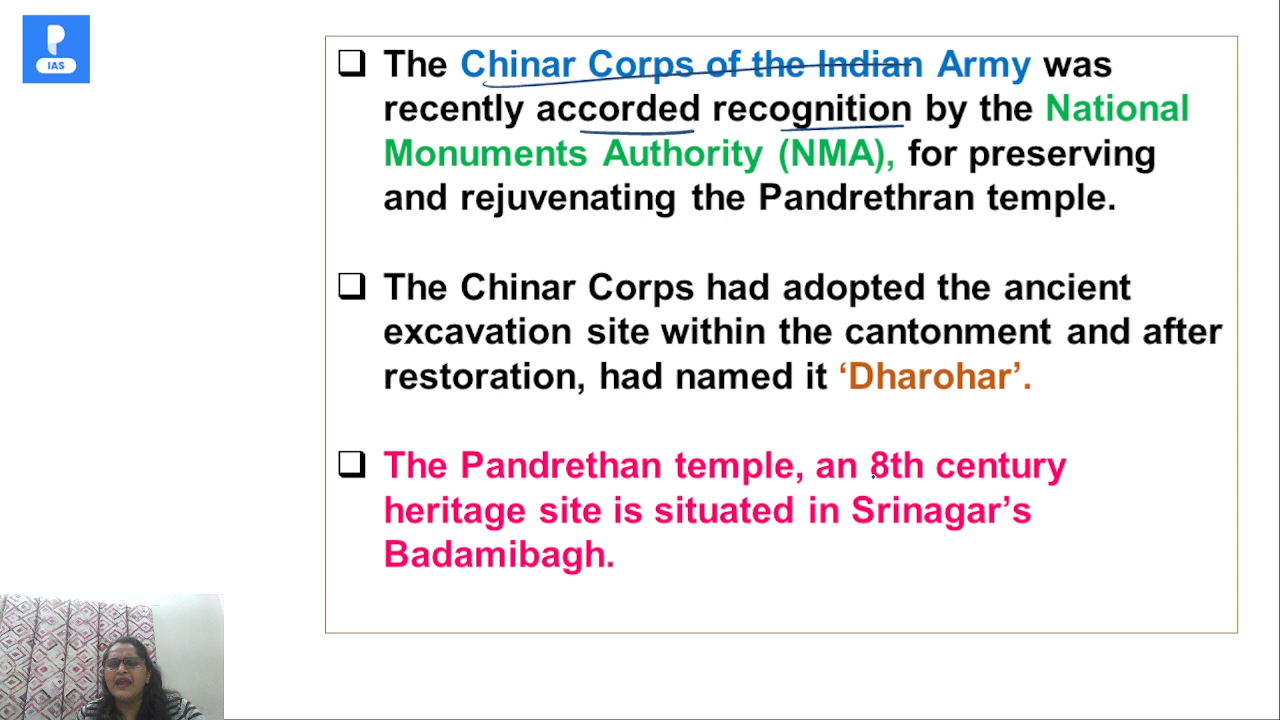 P
IAS
The Chinar Corps of the Indian Army was
recently accorded recognition by the National
Monuments Authority (NMA), for preserving
and rejuvenating the Pandrethran temple.
The Chinar Corps had adopted the ancient
excavation site within the cantonment and after
restoration, had named it ‘Dharohar’.
The Pandrethan temple, an 8th century
heritage site is situated in Srinagar’s
Badamibagh.